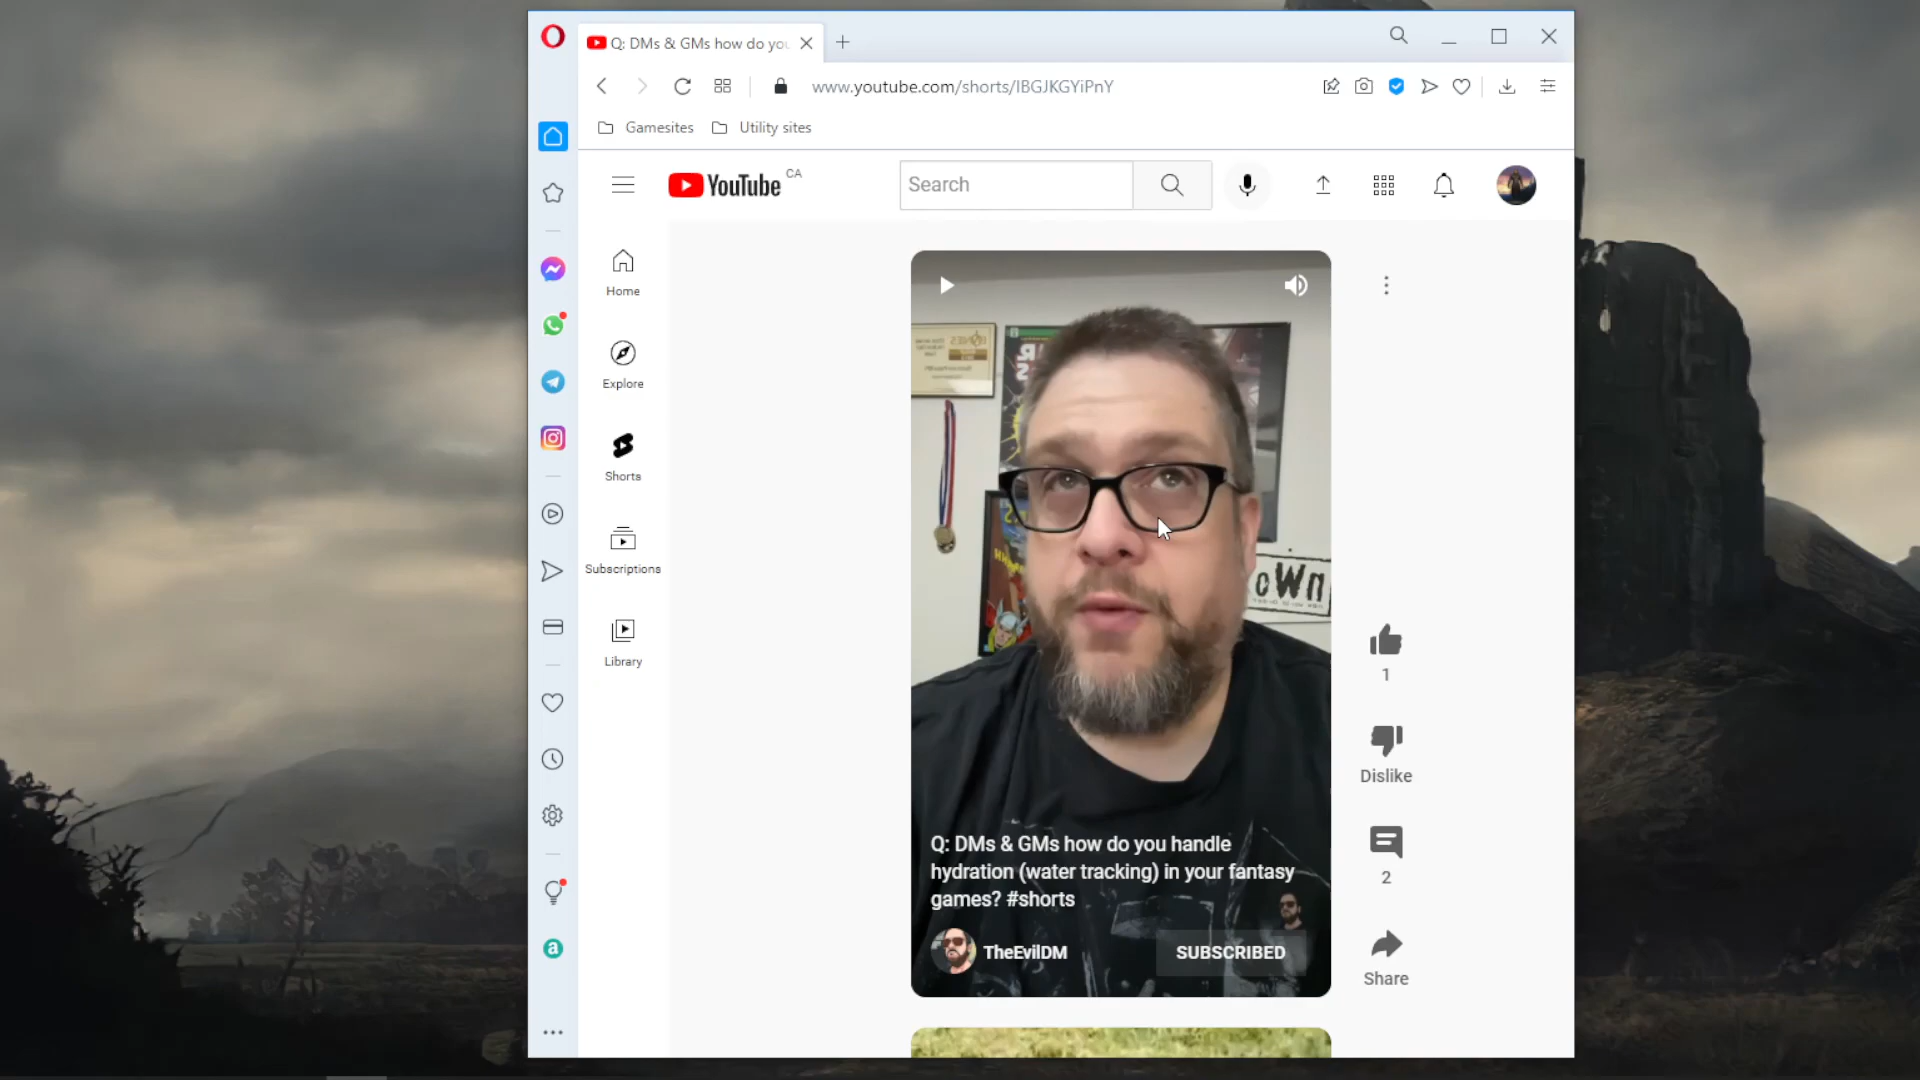 Q: DMs & GMs how do you
www.youtube.com/shorts/IBGJKGYiPnY
Gamesites
Utility sites
YouTube CA
Search
Home
Explore
Shorts
Subscriptions
Library
oWn
1
Dislike
2
Share
Q: DMs & GMs how do you handle
hydration (water tracking) in your fantasy
games? #shorts
TheEvilDM
SUBSCRIBED